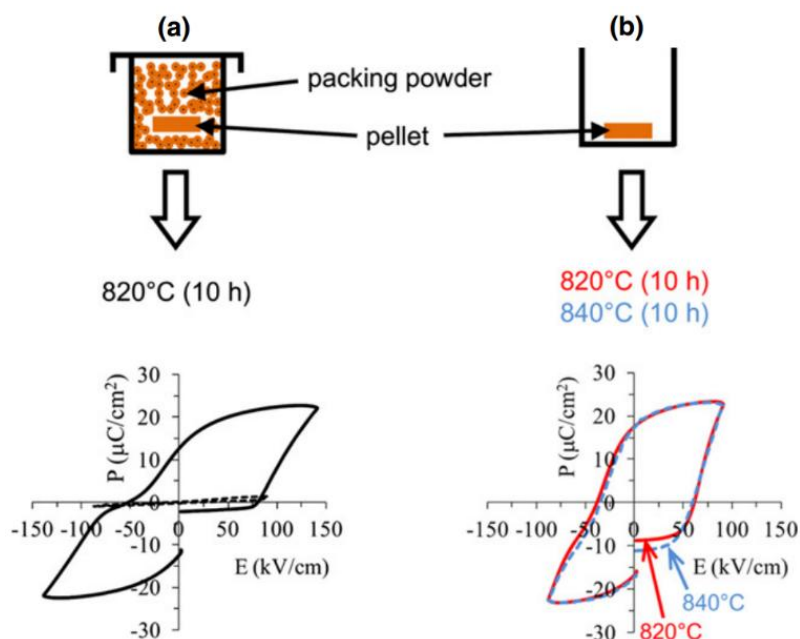 (a)
(b)
packing powder
pellet
820°C (10 h)
820°C (10 h)
840°C (10 h)
P (µC/cm²)
30
20
10
0
-10
-20
-30
-150 -100 -50 0 50 100 150
E (kV/cm)
P (µC/cm²)
30
20
10
0
-10
-20
-30
-150 -100 -50 0 50 100 150
E (kV/cm)
840°C
820°C